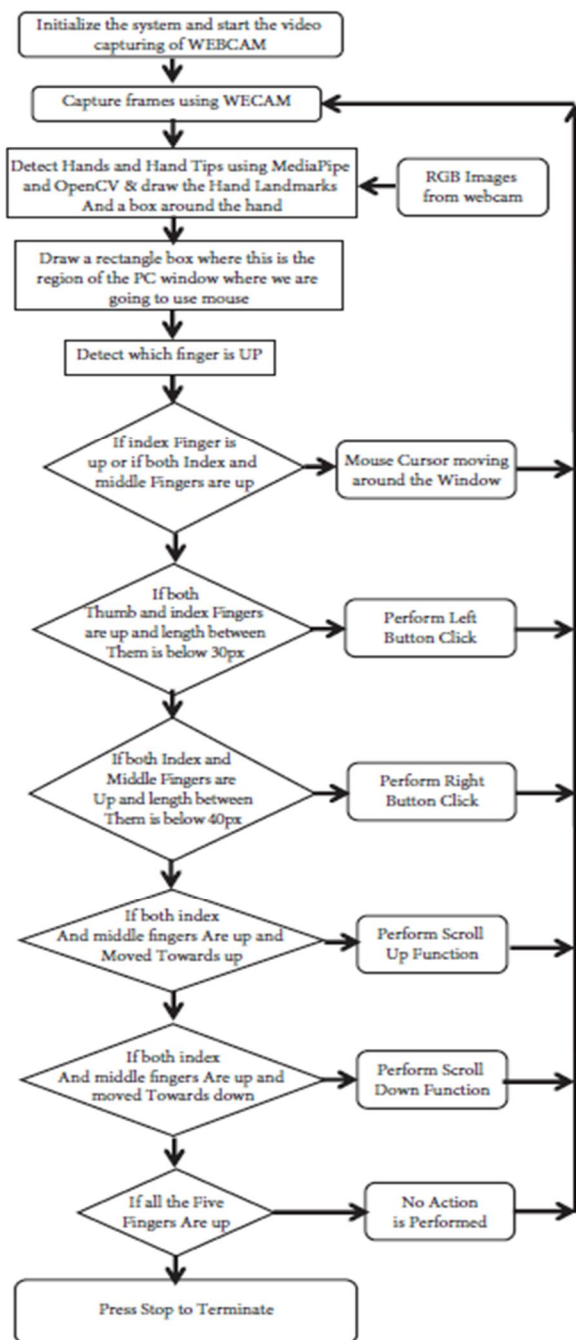 Initialize the system and start the video
capturing of WEBCAM
Capture frames using WECAM
Detect Hands and Hand Tips using MediaPipe
and OpenCV & draw the Hand Landmarks
And a box around the hand
RGB Images
from webcam
Draw a rectangle box where this is the
region of the PC window where we are
going to use mouse
Detect which finger is UP
If index Finger is
up or if both Index and
middle Fingers are up
Mouse Cursor moving
around the Window
If both
Thumb and index Fingers
are up and length between
Them is below 30px
Perform Left
Button Click
If both Index and
Middle Fingers are
Up and length between
Them is below 40px
Perform Right
Button Click
If both index
And middle fingers Are up and
Moved Towards up
Perform Scroll
Up Function
If both index
And middle fingers Are up and
moved Towards down
Perform Scroll
Down Function
If all the Five
Fingers Are up
No Action
is Performed
Press Stop to Terminate